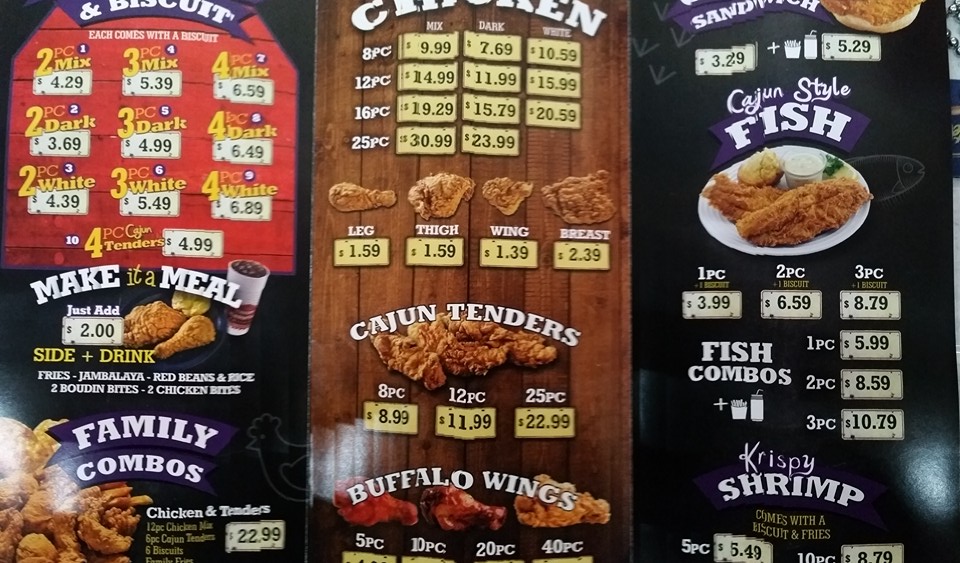 & BISCUIT
EACH COMES WITH A BISCUIT
2PC 1 Mix $ 4.29
3PC 4 Mix $ 5.39
4PC 7 Mix $ 6.59
2PC 2 Dark $ 3.69
3PC 5 Dark $ 4.99
4PC 8 Dark $ 6.49
2PC 3 White $ 4.39
3PC 6 White $ 5.49
4PC 9 White $ 6.89
10 4PC Cajun Tenders $ 4.99
MAKE it a MEAL
Just Add
$ 2.00
SIDE + DRINK
FRIES - JAMBALAYA - RED BEANS & RICE
2 BOUDIN BITES - 2 CHICKEN BITES
FAMILY
COMBOS
Chicken & Tenders
12pc Chicken Mix
6pc Cajun Tenders
6 Biscuits
Family Fries
$ 22.99
CHICKEN
MIX DARK WHITE
8PC $ 9.99 $ 7.69 $ 10.59
12PC $ 14.99 $ 11.99 $ 15.99
16PC $ 19.29 $ 15.79 $ 20.59
25PC $ 30.99 $ 23.99
LEG THIGH WING BREAST
$ 1.59 $ 1.59 $ 1.39 $ 2.39
CAJUN TENDERS
8PC 12PC 25PC
$ 8.99 $ 11.99 $ 22.99
BUFFALO WINGS
5PC 10PC 20PC 40PC
SANDWICH
$ 3.29 + $ 5.29
Cajun Style
FISH
1PC 2PC 3PC
+1 BISCUIT +1 BISCUIT +1 BISCUIT
$ 3.99 $ 6.59 $ 8.79
FISH
COMBOS
+
1PC $ 5.99
2PC $ 8.59
3PC $ 10.79
Krispy
SHRIMP
COMES WITH A
BISCUIT & FRIES
5PC $ 5.49
10PC $ 8.79